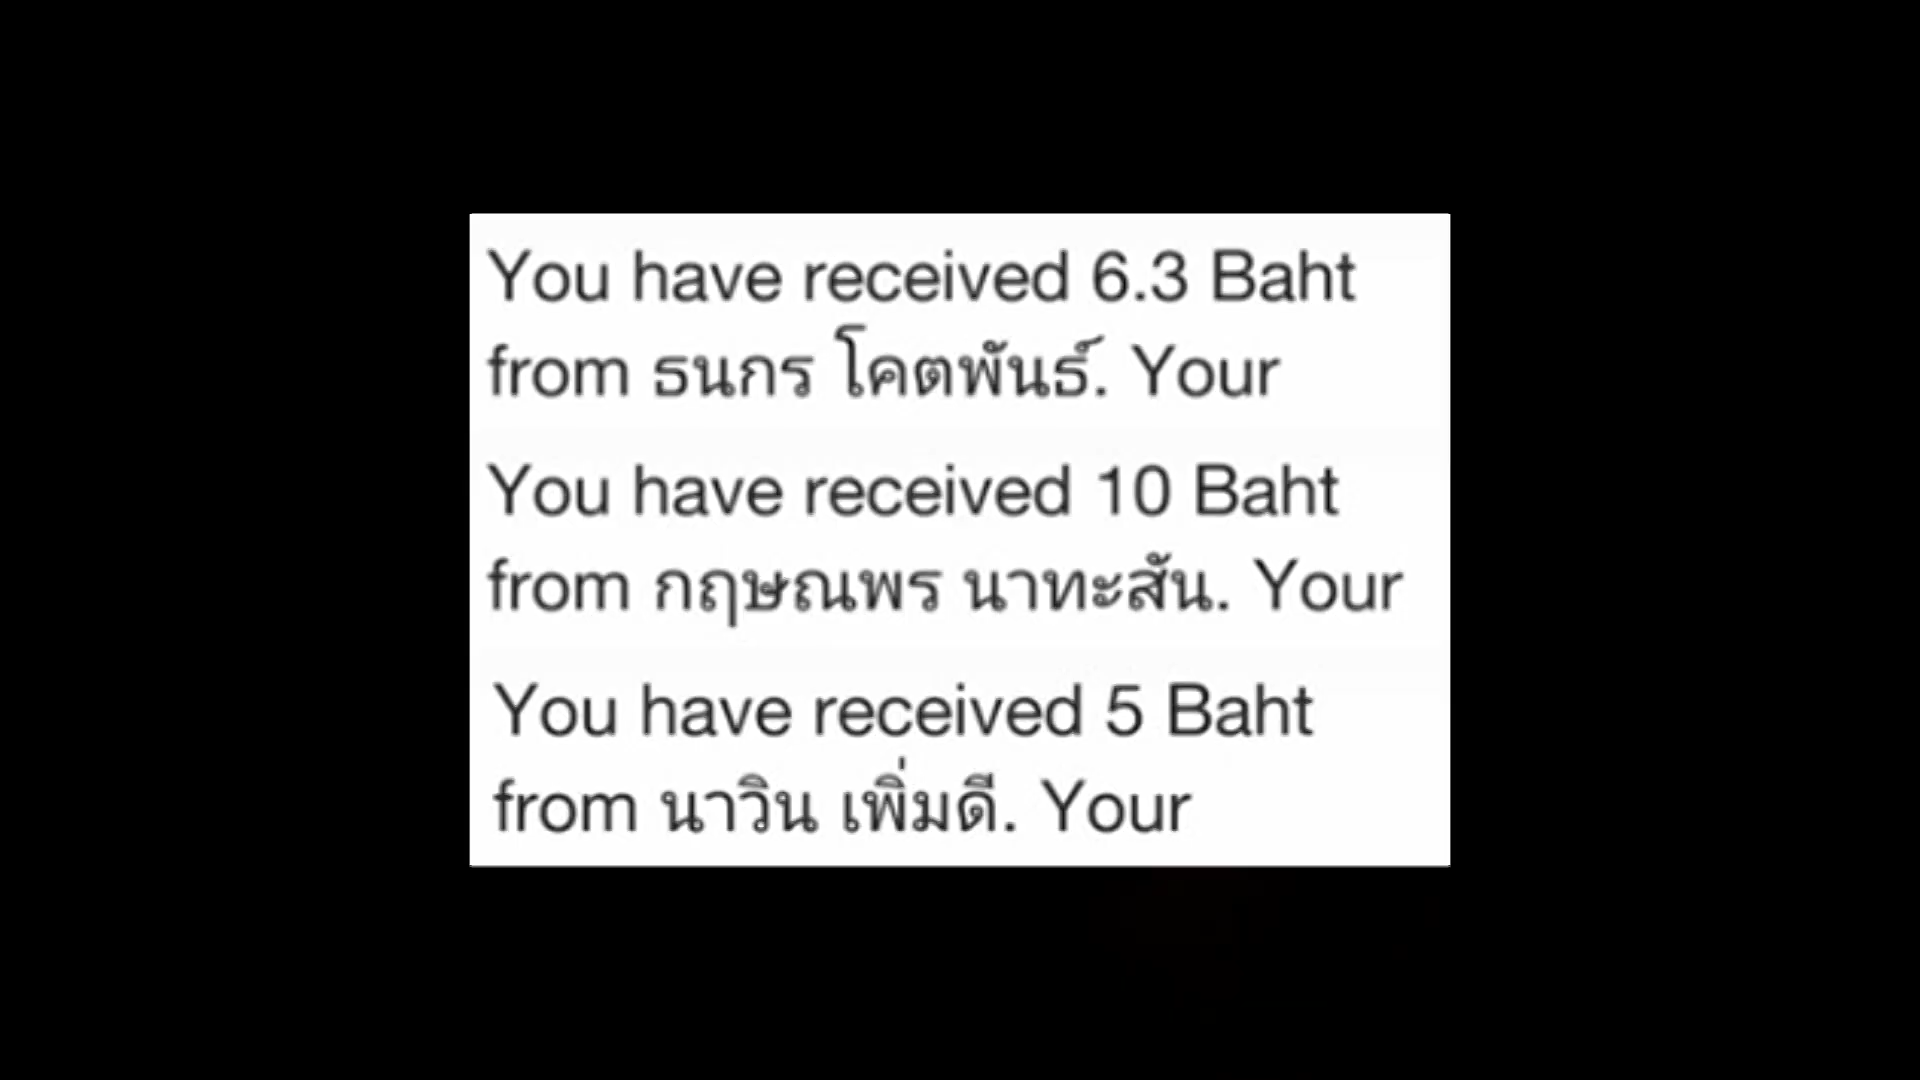 You have received 6.3 Baht
from ธนกร โคตพันธ์. Your
You have received 10 Baht
from กฤษณพร นาทะสัน. Your
You have received 5 Baht
from นาวิน เพิ่มดี. Your